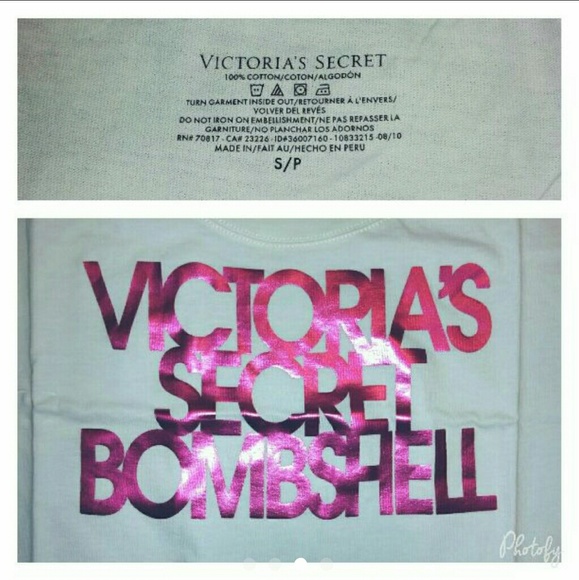 VICTORIA'S SECRET
100% COTTON/COTON/ALGODÓN
TURN GARMENT INSIDE OUT/RETOURNER À L'ENVERS/
VOLVER DEL REVÉS
DO NOT IRON ON EMBELLISHMENT/NE PAS REPASSER LA
GARNITURE/NO PLANCHAR LOS ADORNOS
RN# 70817 - CA# 23226 - ID#36007160 - 10833215 -08/10
MADE IN/FAIT AU/HECHO EN PERU
S/P
VICTORIA'S
SECRET
BOMBSHELL
Photofy